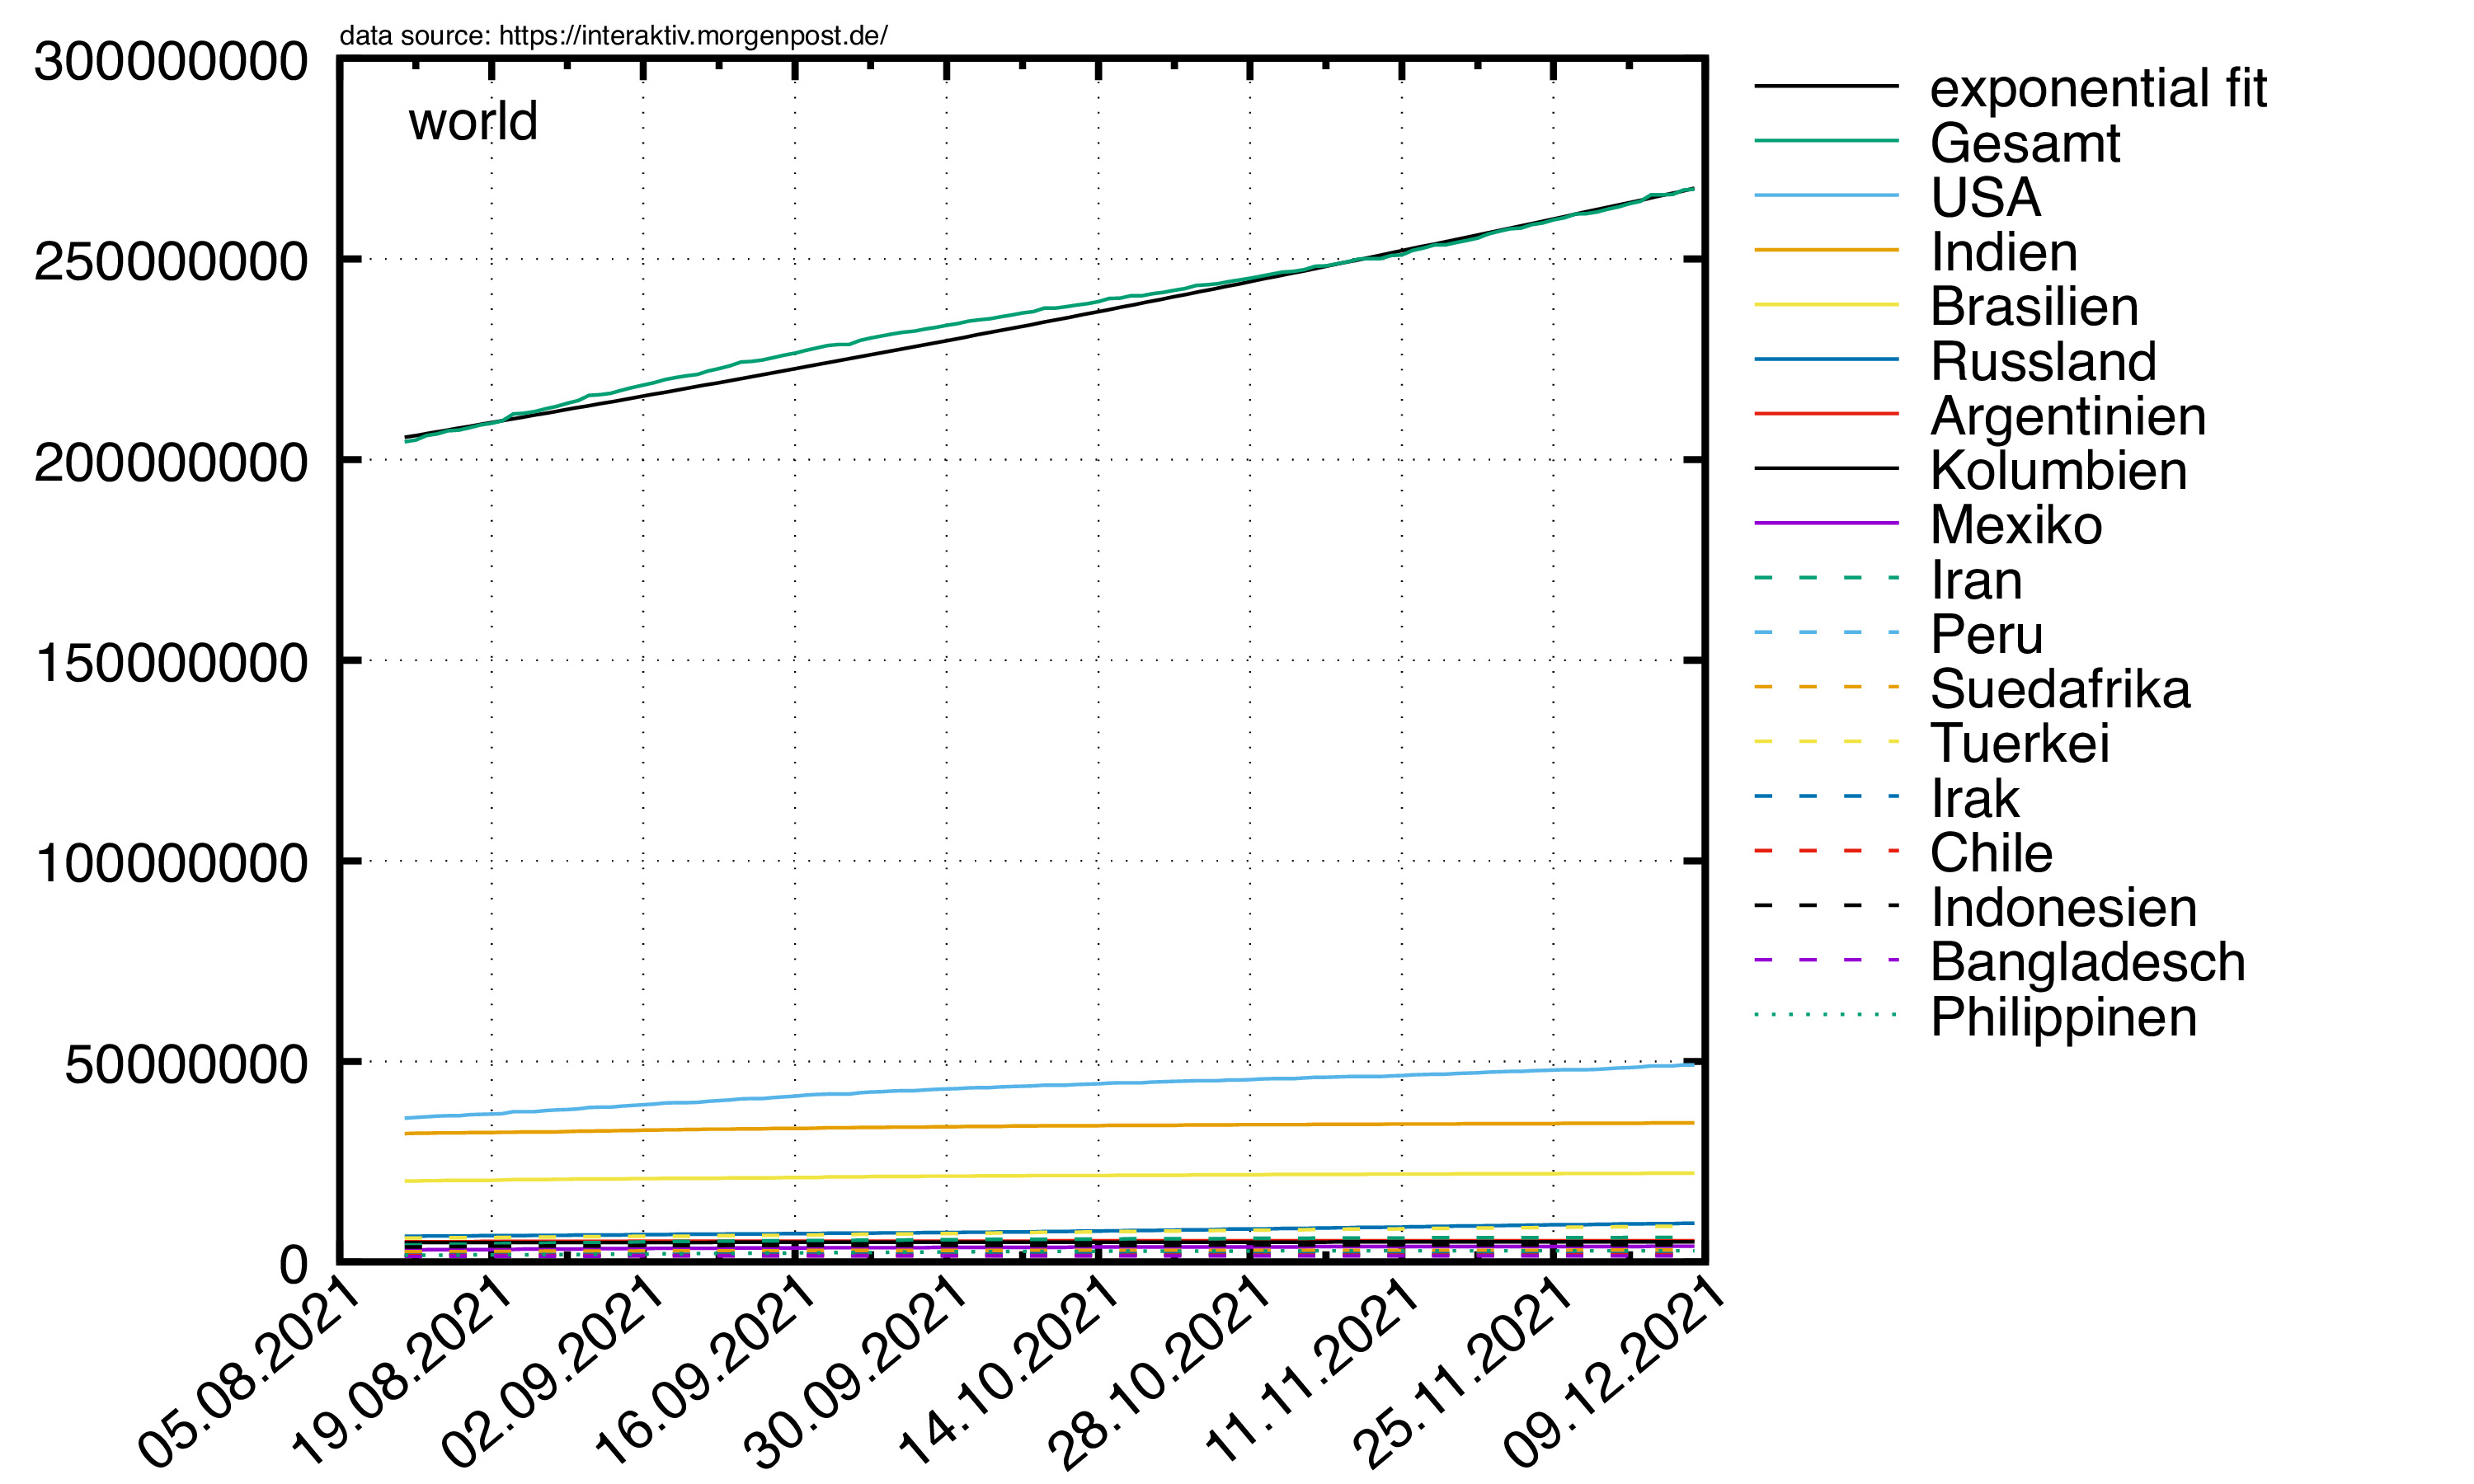 data source: https://interaktiv.morgenpost.de/
300000000
250000000
200000000
150000000
100000000
50000000
0
world
05.08.2021
19.08.2021
02.09.2021
16.09.2021
30.09.2021
14.10.2021
28.10.2021
11.11.2021
25.11.2021
09.12.2021
exponential fit
Gesamt
USA
Indien
Brasilien
Russland
Argentinien
Kolumbien
Mexiko
Iran
Peru
Suedafrika
Tuerkei
Irak
Chile
Indonesien
Bangladesch
Philippinen